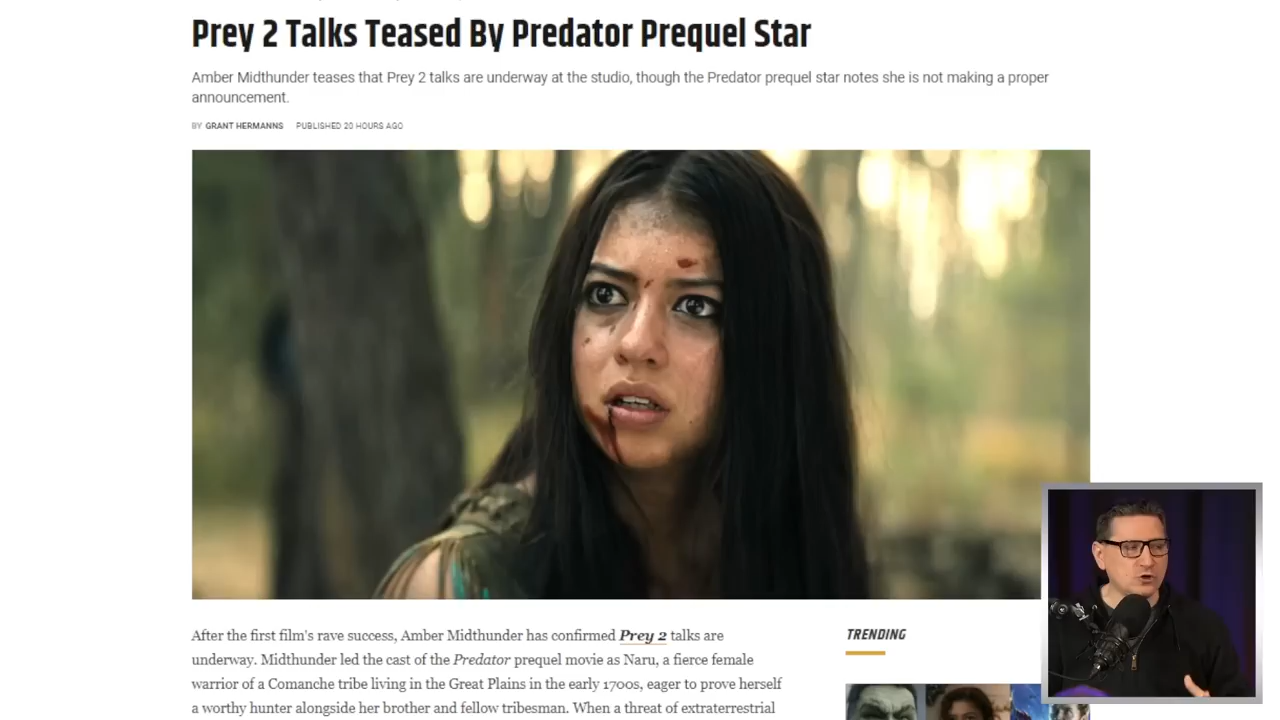 Prey 2 Talks Teased By Predator Prequel Star
Amber Midthunder teases that Prey 2 talks are underway at the studio, though the Predator prequel star notes she is not making a proper
announcement.
BY GRANT HERMANNS PUBLISHED 20 HOURS AGO
After the first film's rave success, Amber Midthunder has confirmed Prey 2 talks are
underway. Midthunder led the cast of the Predator prequel movie as Naru, a fierce female
warrior of a Comanche tribe living in the Great Plains in the early 1700s, eager to prove herself
a worthy hunter alongside her brother and fellow tribesman. When a threat of extraterrestrial
TRENDING